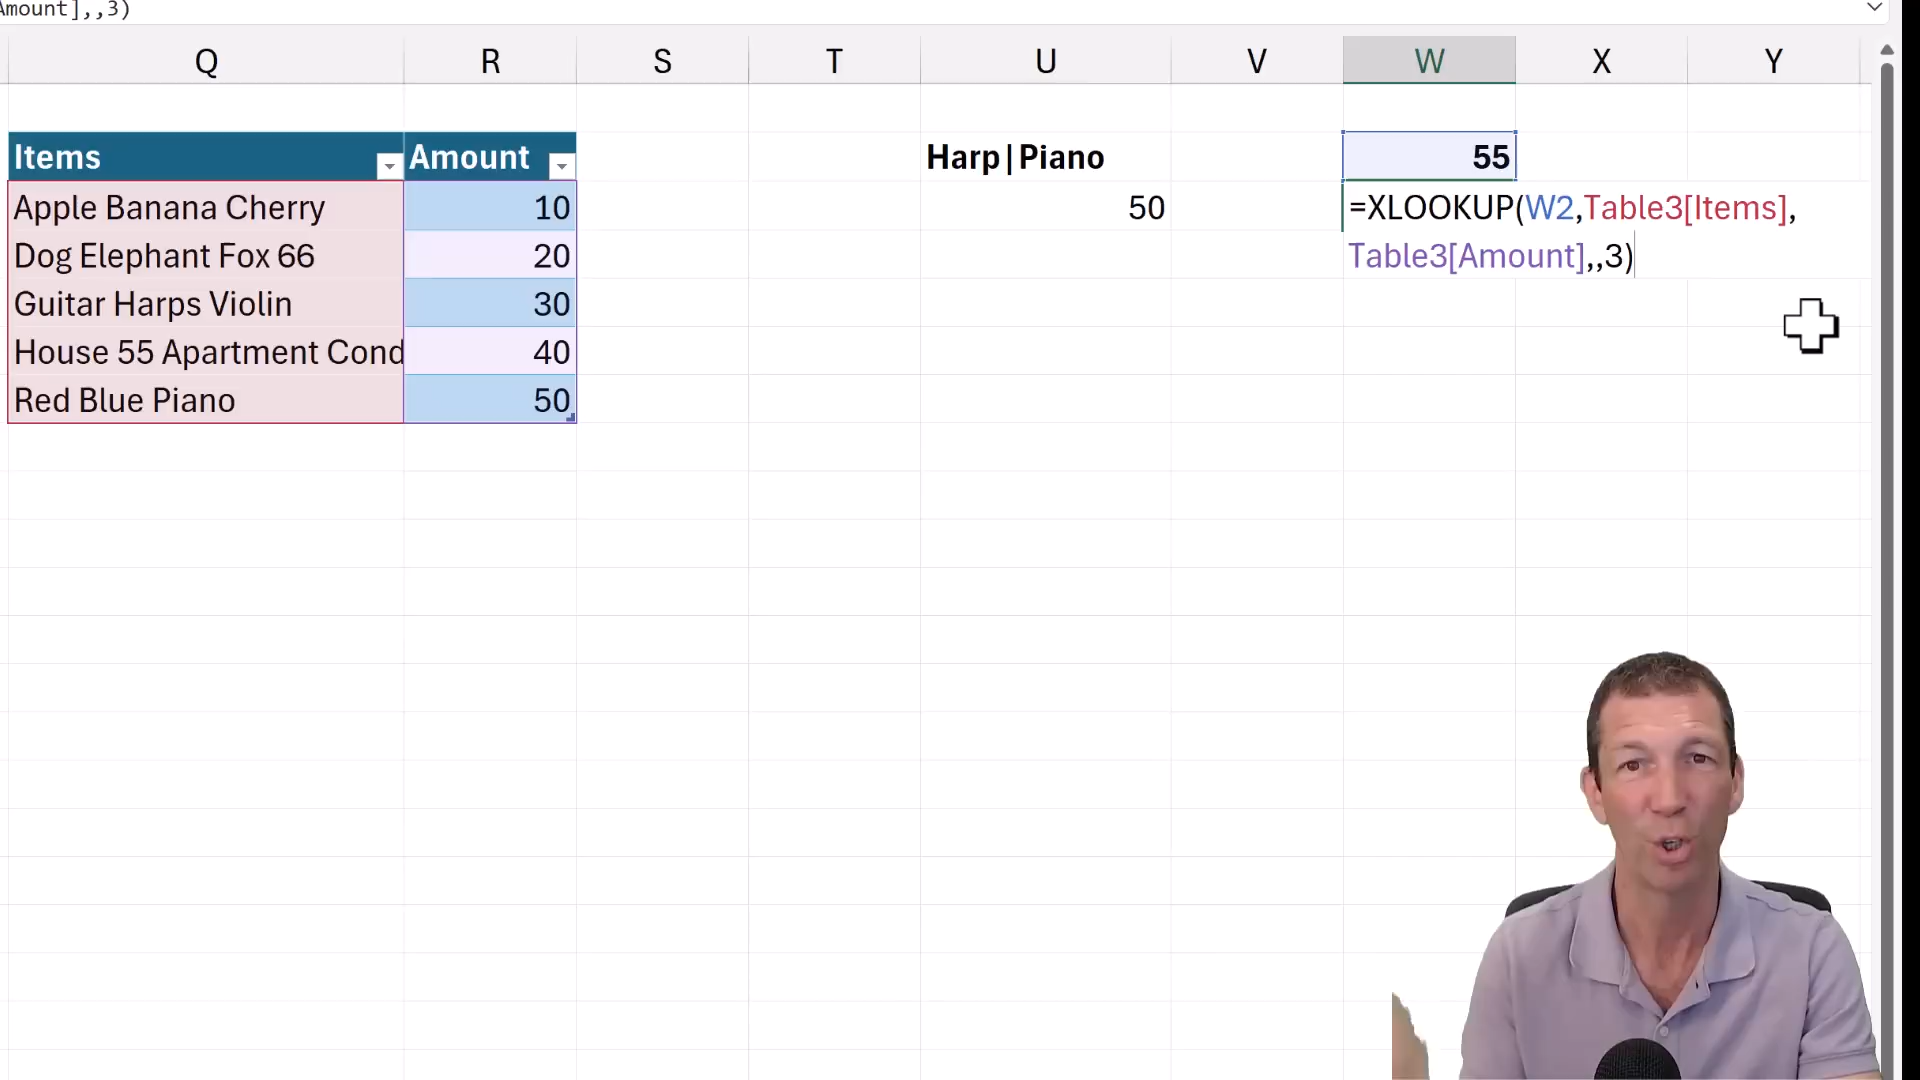 Amount],,3)
Q R S T U V W X Y
Items Amount Harp|Piano 55
Apple Banana Cherry 10 50 =XLOOKUP(W2,Table3[Items],
Dog Elephant Fox 66 20 Table3[Amount],,3)
Guitar Harps Violin 30
House 55 Apartment Cond 40
Red Blue Piano 50